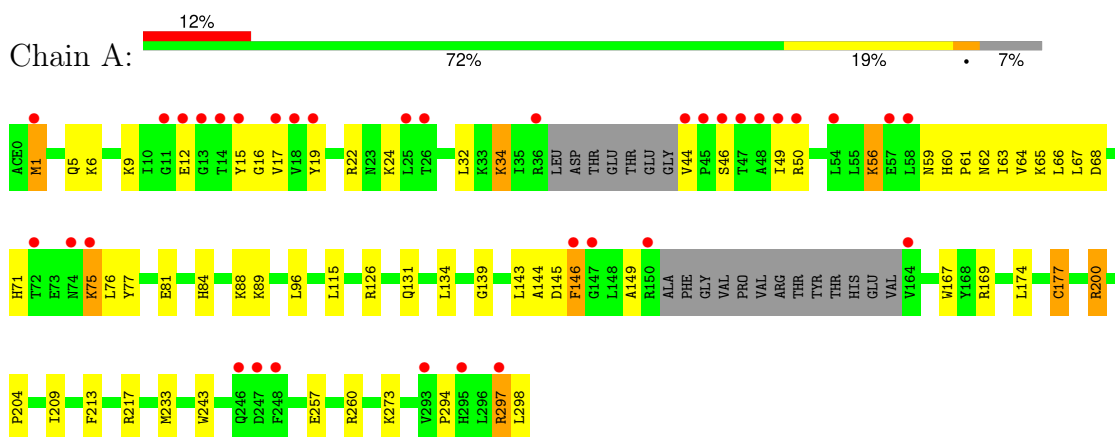 12%
Chain A:
72% 19% • 7%
ACE0 M1 Q5 K6 K9 I10 G11 E12 G13 T14 Y15 G16 V17 V18 Y19 R22 N23 K24 L25 T26 L32 K33 K34 I35 R36 LEU ASP THR GLU THR GLU GLY V44 P45 S46 T47 A48 I49 R50 L54 L55 K56 E57 L58 N59 H60 P61 N62 I63 V64 K65 L66 L67 D68
H71 T72 E73 N74 K75 L76 Y77 E81 H84 K88 K89 L96 L115 R126 Q131 L134 G139 L143 A144 D145 F146 G147 L148 A149 R150 ALA PHE GLY VAL PRO VAL ARG THR TYR THR HIS GLU VAL V164 W167 Y168 R169 L174 C177 R200
P204 I209 F213 R217 M233 W243 Q246 D247 F248 E257 R260 K273 V293 P294 H295 L296 R297 L298